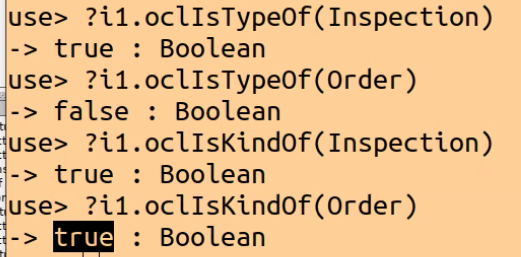 use> ?i1.oclIsTypeOf(Inspection)
-> true : Boolean
use> ?i1.oclIsTypeOf(Order)
-> false : Boolean
use> ?i1.oclIsKindOf(Inspection)
-> true : Boolean
use> ?i1.oclIsKindOf(Order)
-> true : Boolean